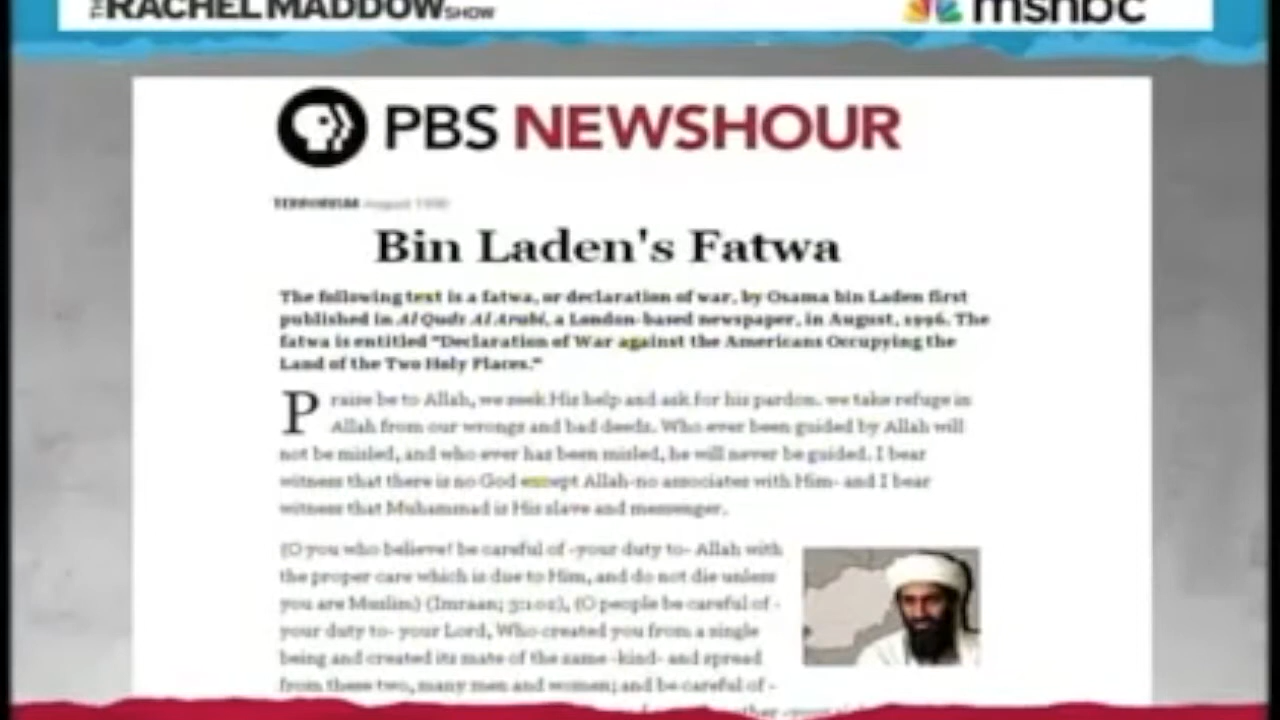 THE RACHEL MADDOW SHOW
msnbc
PBS NEWSHOUR
TERRORISM August 1996
Bin Laden's Fatwa
The following text is a fatwa, or declaration of war, by Osama bin Laden first
published in Al Quds Al Arabi, a London-based newspaper, in August, 1996. The
fatwa is entitled "Declaration of War against the Americans Occupying the
Land of the Two Holy Places."
Praise be to Allah, we seek His help and ask for his pardon. we take refuge in
Allah from our wrongs and bad deeds. Who ever been guided by Allah will
not be misled, and who ever has been misled, he will never be guided. I bear
witness that there is no God except Allah-no associates with Him- and I bear
witness that Muhammad is His slave and messenger.
(O you who believe! be careful of -your duty to- Allah with
the proper care which is due to Him, and do not die unless
you are Muslim) (Imraan; 3:102), (O people be careful of -
your duty to- your Lord, Who created you from a single
being and created its mate of the same -kind- and spread
from these two, many men and women; and be careful of -